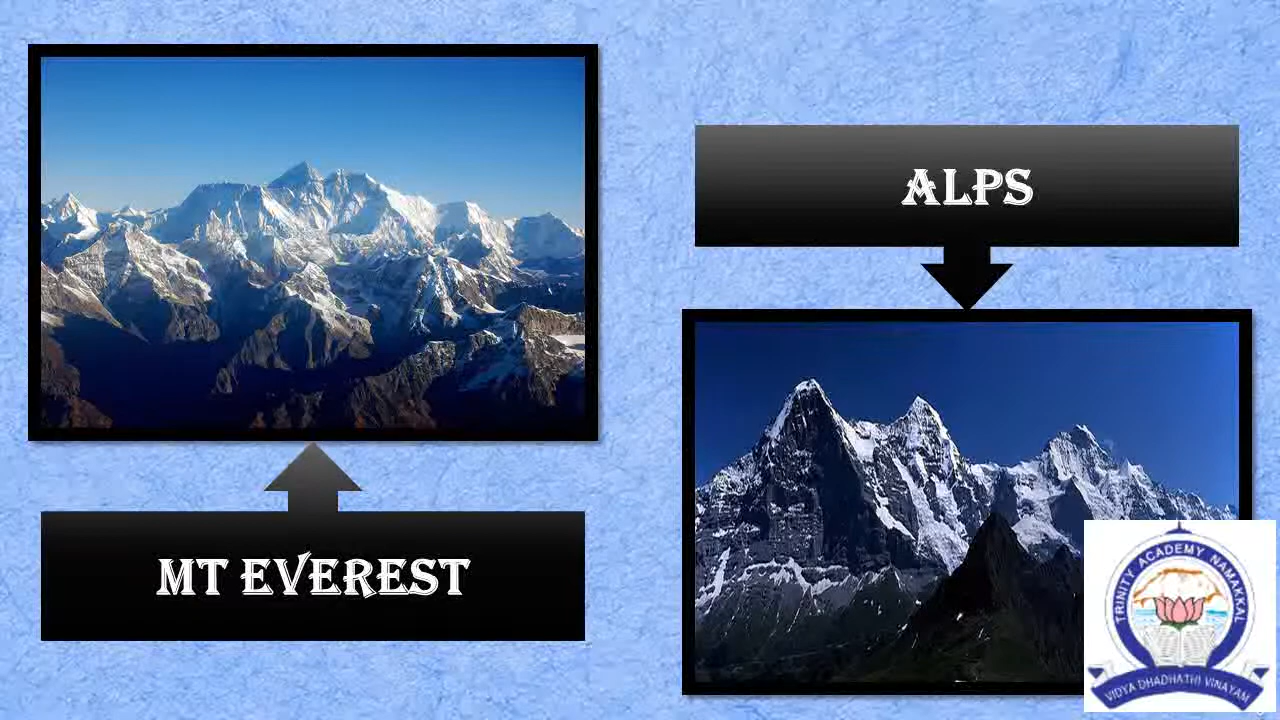 ALPS
MT EVEREST
TRINITY ACADEMY NAMAKKAL
VIDYA DHADHATHI VINAYAM